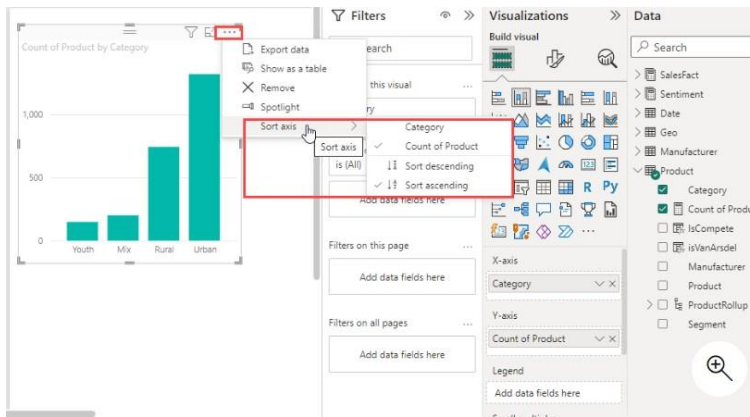 Count of Product by Category
1,000
500
0
Youth
Mix
Rural
Urban
Export data
Show as a table
Remove
Spotlight
Sort axis
Sort axis
Category
Count of Product
Sort descending
Sort ascending
Filters
this visual
is (All)
Add data fields here
Filters on this page
Add data fields here
Filters on all pages
Add data fields here
Visualizations
Build visual
123
R
Py
X-axis
Category
Y-axis
Count of Product
Legend
Add data fields here
Data
Search
SalesFact
Sentiment
Date
Geo
Manufacturer
Product
Category
Count of Produ
IsCompete
isVanArsdel
Manufacturer
Product
ProductRollup
Segment